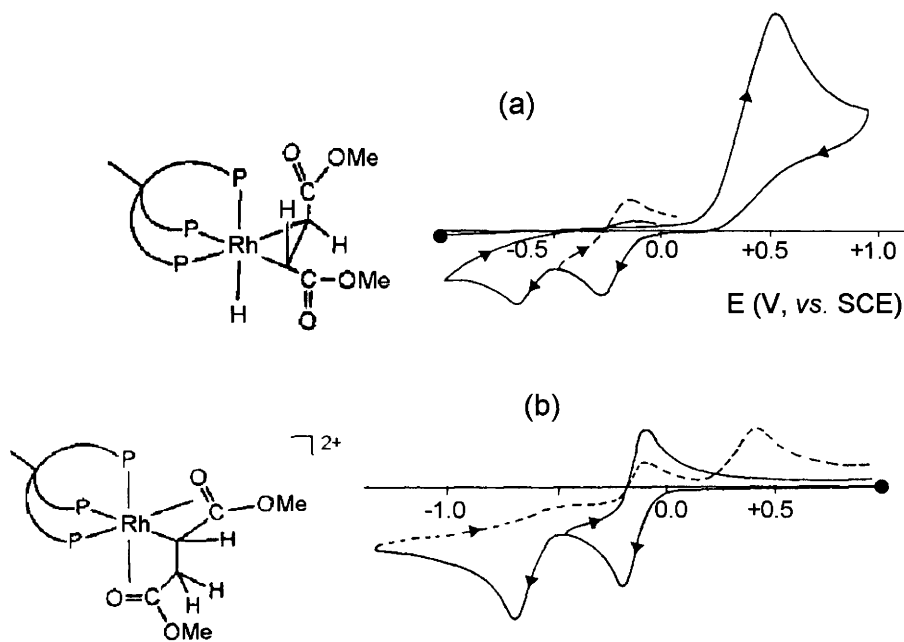 (a)
O
OMe
C
H
P
P
Rh
H
P
C
OMe
O
H
-0.5
0.0
+0.5
+1.0
E (V, vs. SCE)
(b)
2+
P
O
OMe
P
C
Rh
H
P
O=C
H
H
OMe
-1.0
0.0
+0.5